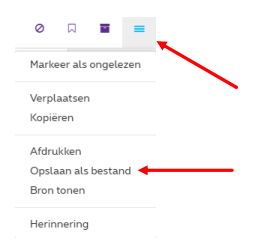 Markeer als ongelezen
Verplaatsen
Kopiëren
Afdrukken
Opslaan als bestand
Bron tonen
Herinnering